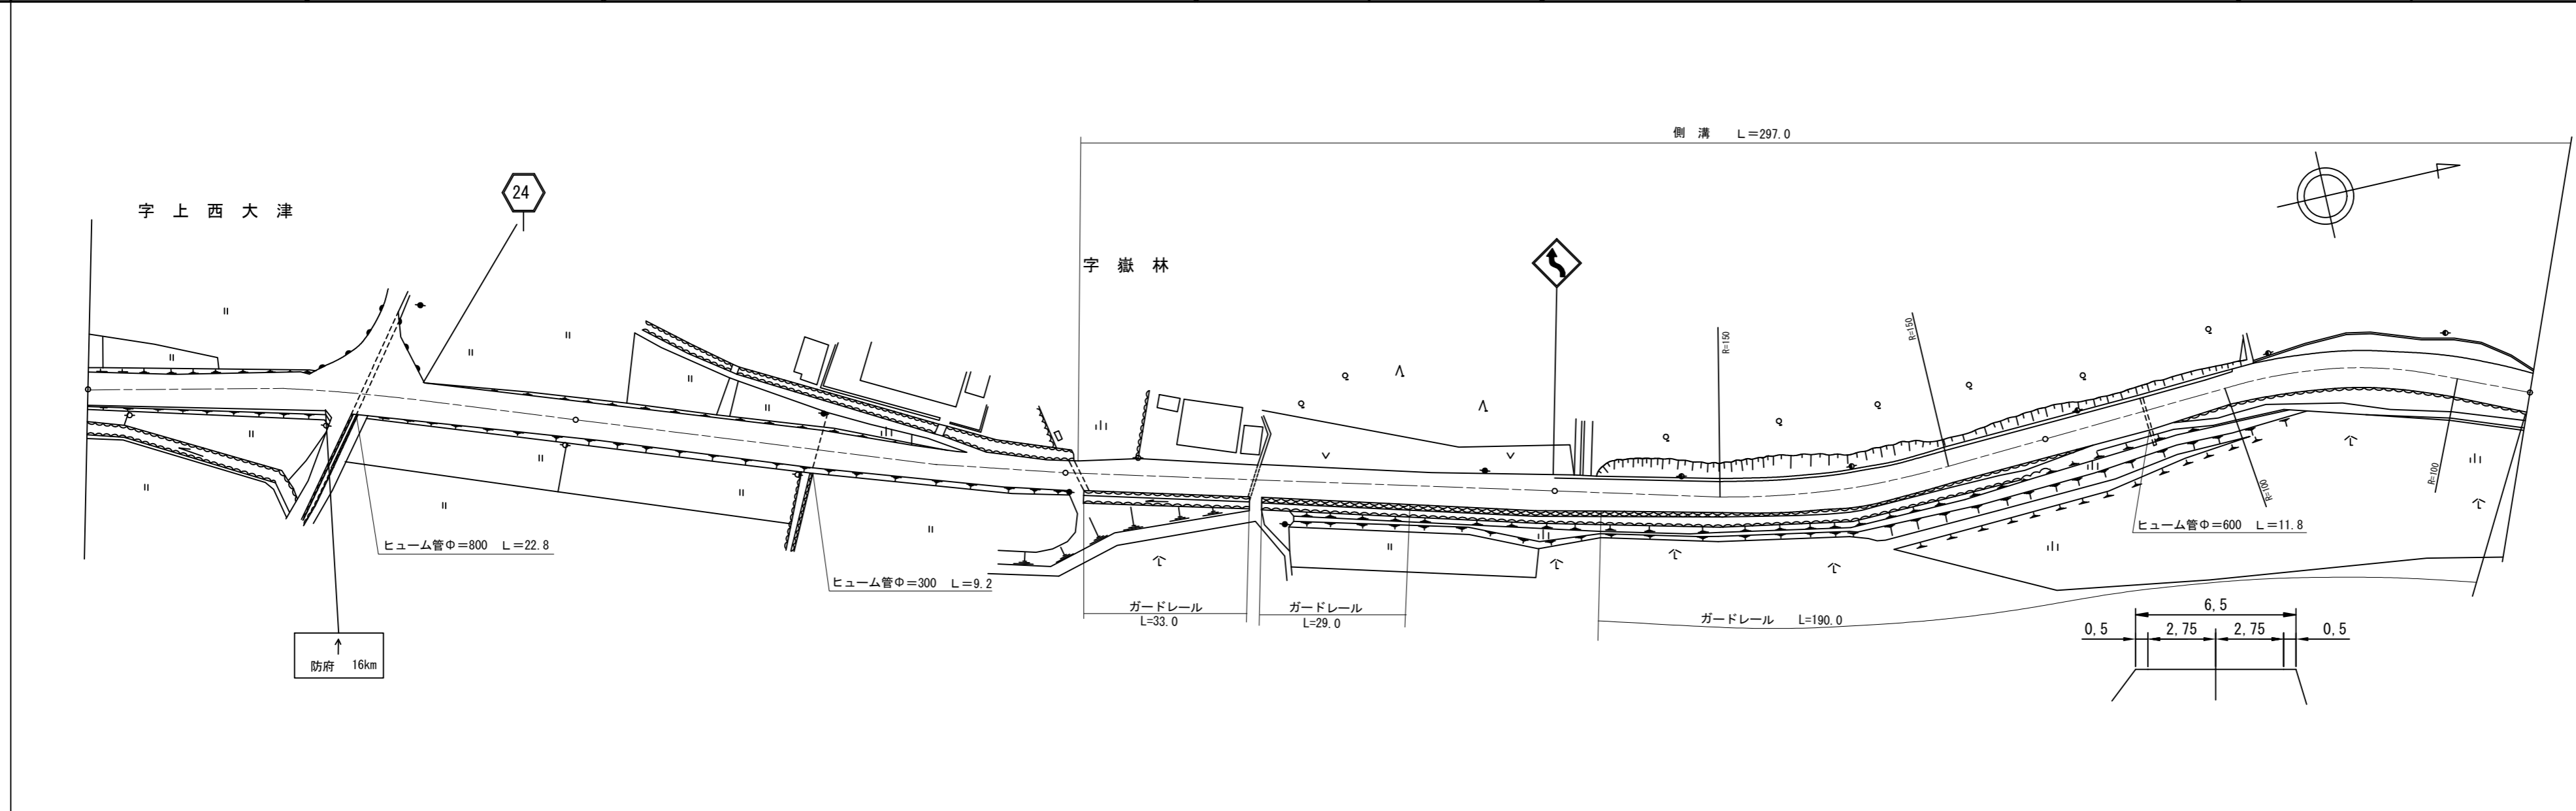 側 溝 L=297.0
24
字 上 西 大 津
字 嶽 林
R=150
R=150
R=100
R=100
ヒューム管Φ=800 L=22.8
ヒューム管Φ=300 L=9.2
ヒューム管Φ=600 L=11.8
ガードレール
L=33.0
ガードレール
L=29.0
ガードレール L=190.0
防府 16km
6,5
0,5 2,75 2,75 0,5